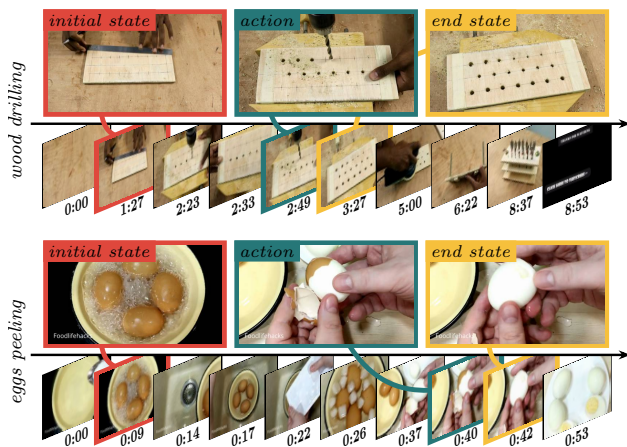 initial state
action
end state
wood drilling
0:00
1:27
2:23
2:33
2:49
3:27
5:00
6:22
8:37
8:53
initial state
action
end state
Foodlifehacks
Foodlifehacks
Foodlifehacks
eggs peeling
0:00
0:09
0:14
0:17
0:22
0:26
0:37
0:40
0:42
0:53